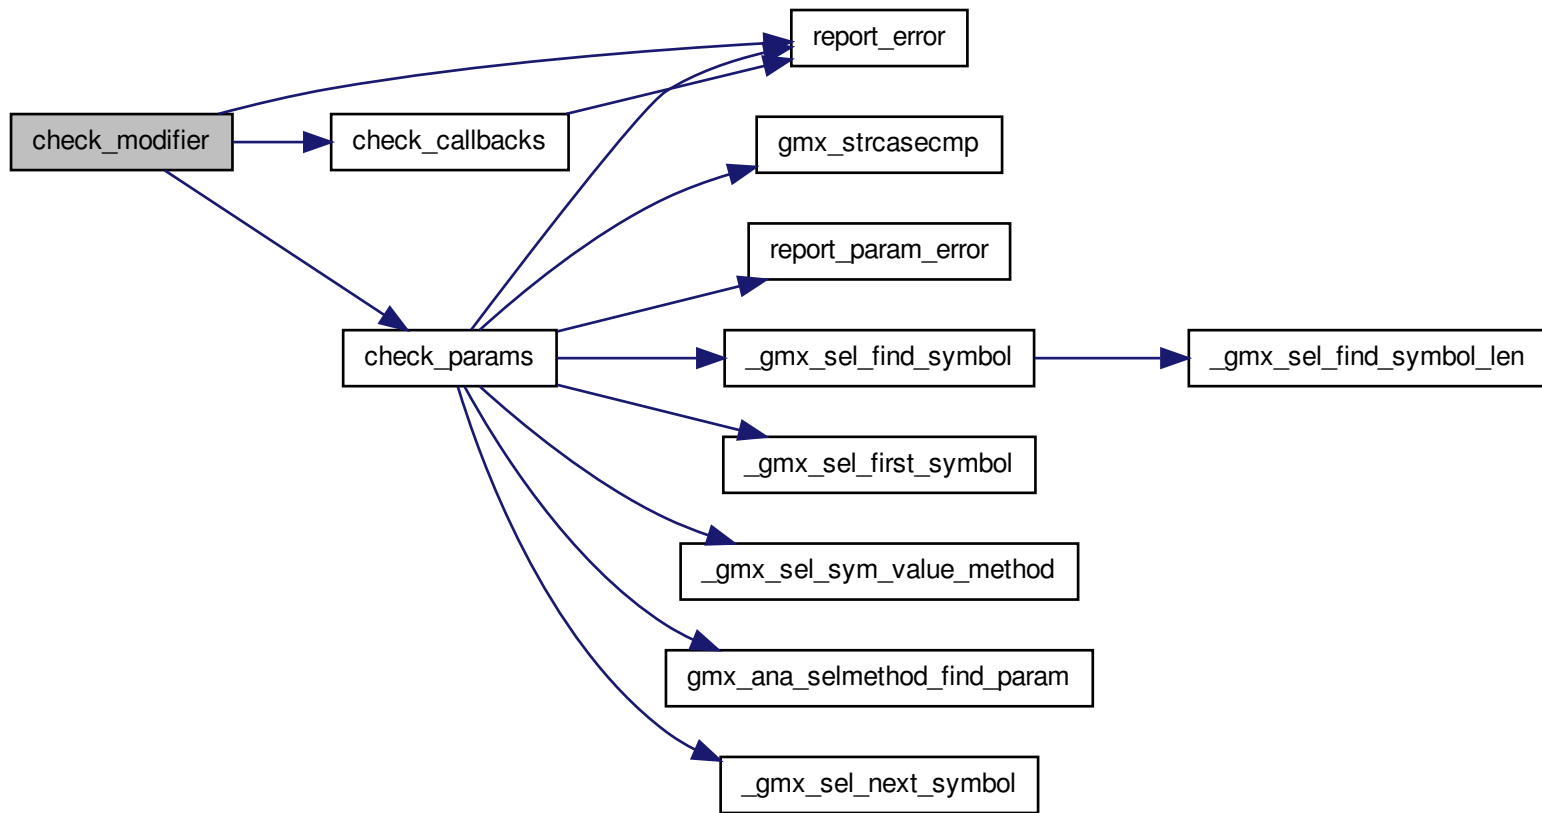 report_error
check_modifier
check_callbacks
gmx_strcasecmp
report_param_error
check_params
_gmx_sel_find_symbol
_gmx_sel_find_symbol_len
_gmx_sel_first_symbol
_gmx_sel_sym_value_method
gmx_ana_selmethod_find_param
_gmx_sel_next_symbol